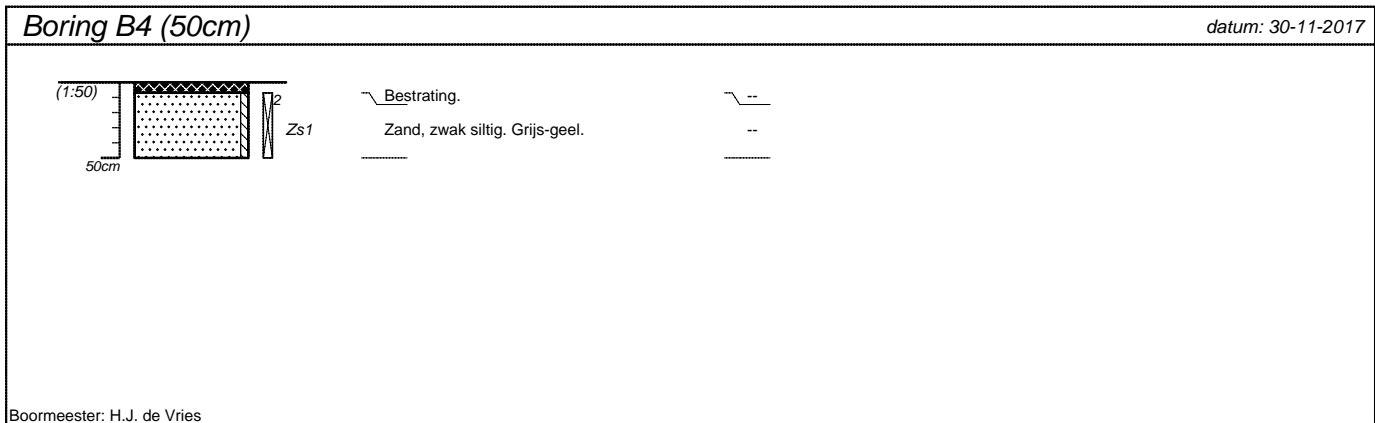 Boring B4 (50cm)
datum: 30-11-2017
(1:50)
2
Bestrating.
--
Zs1
Zand, zwak siltig. Grijs-geel.
--
50cm
Boormeester: H.J. de Vries